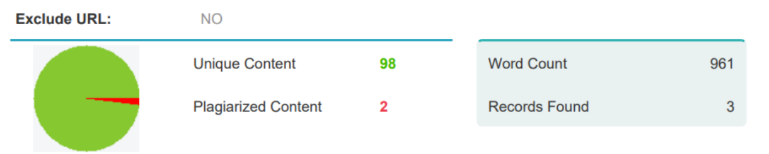 Exclude URL: NO
Unique Content 98 Word Count 961
Plagiarized Content 2 Records Found 3